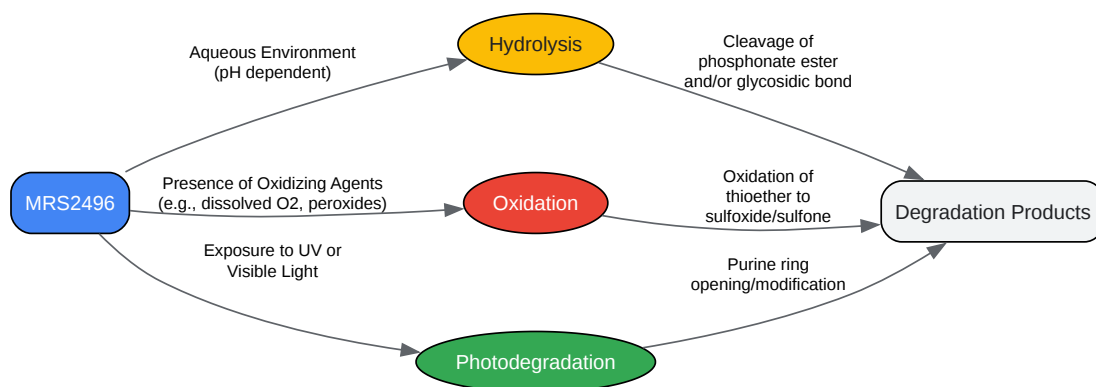 Hydrolysis
Aqueous Environment
(pH dependent)
Cleavage of
phosphonate ester
and/or glycosidic bond
MRS2496
Presence of Oxidizing Agents
(e.g., dissolved O2, peroxides)
Oxidation
Oxidation of
thioether to
sulfoxide/sulfone
Degradation Products
Exposure to UV or
Visible Light
Purine ring
opening/modification
Photodegradation